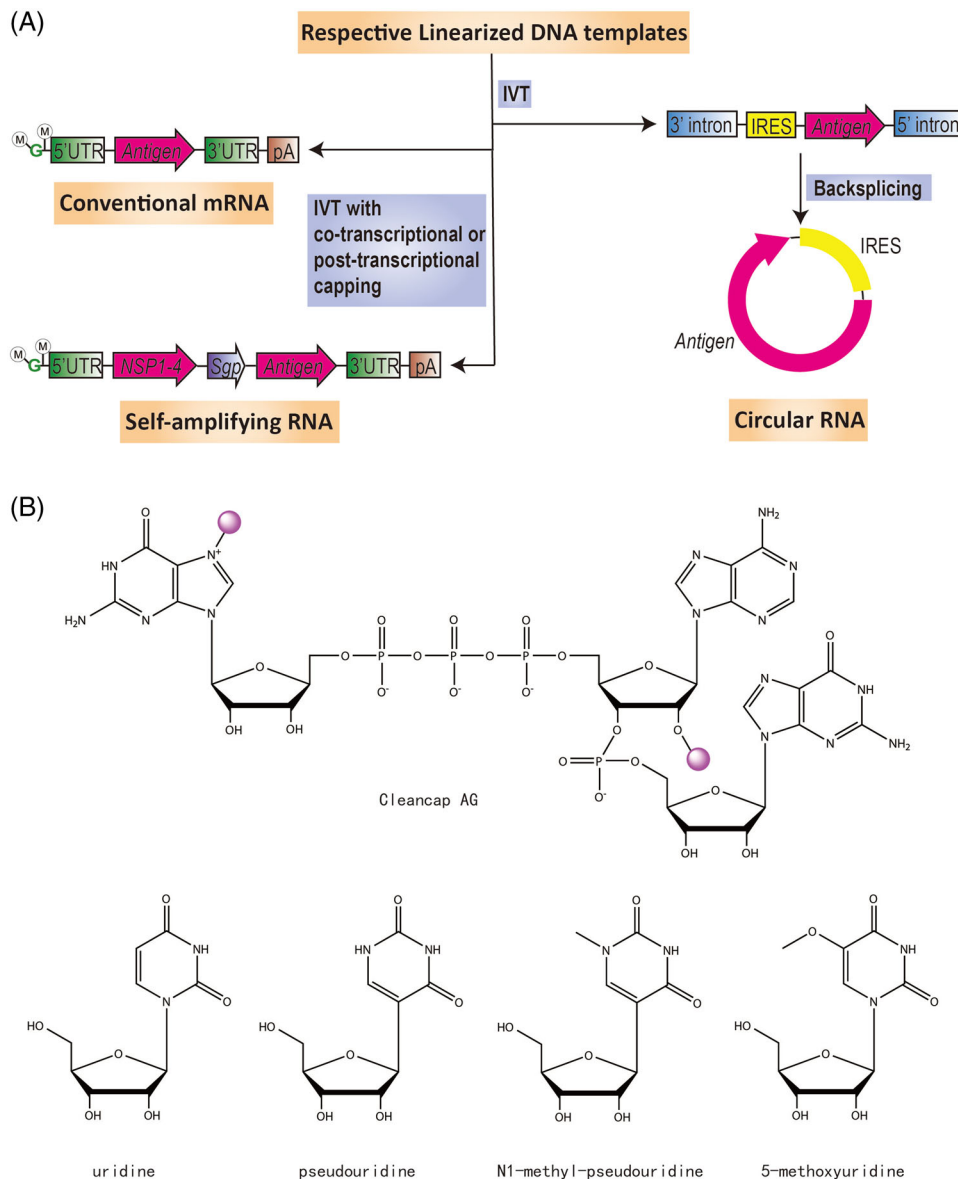 (A)
Respective Linearized DNA templates
IVT
M
M
G
5'UTR
Antigen
3'UTR
pA
Conventional mRNA
3' intron
IRES
Antigen
5' intron
IVT with
co-transcriptional or
post-transcriptional
capping
Backsplicing
IRES
Antigen
Circular RNA
M
M
G
5'UTR
NSP1-4
Sgp
Antigen
3'UTR
pA
Self-amplifying RNA
(B)
O
N⁺
HN
H₂N
N
N
O
OH
OH
O
O
P
O
O⁻
O
P
O
O⁻
O
P
O
O⁻
O
NH₂
N
N
N
N
O
O
O
O
P
O
O⁻
O
N
N
NH
N
NH₂
O
OH
OH
Cleancap AG
O
NH
N
O
HO
O
OH
OH
uridine
O
HN
NH
O
HO
O
OH
OH
pseudouridine
O
N
NH
O
HO
O
OH
OH
N1-methyl-pseudouridine
O
O
NH
N
O
HO
O
OH
OH
5-methoxyuridine